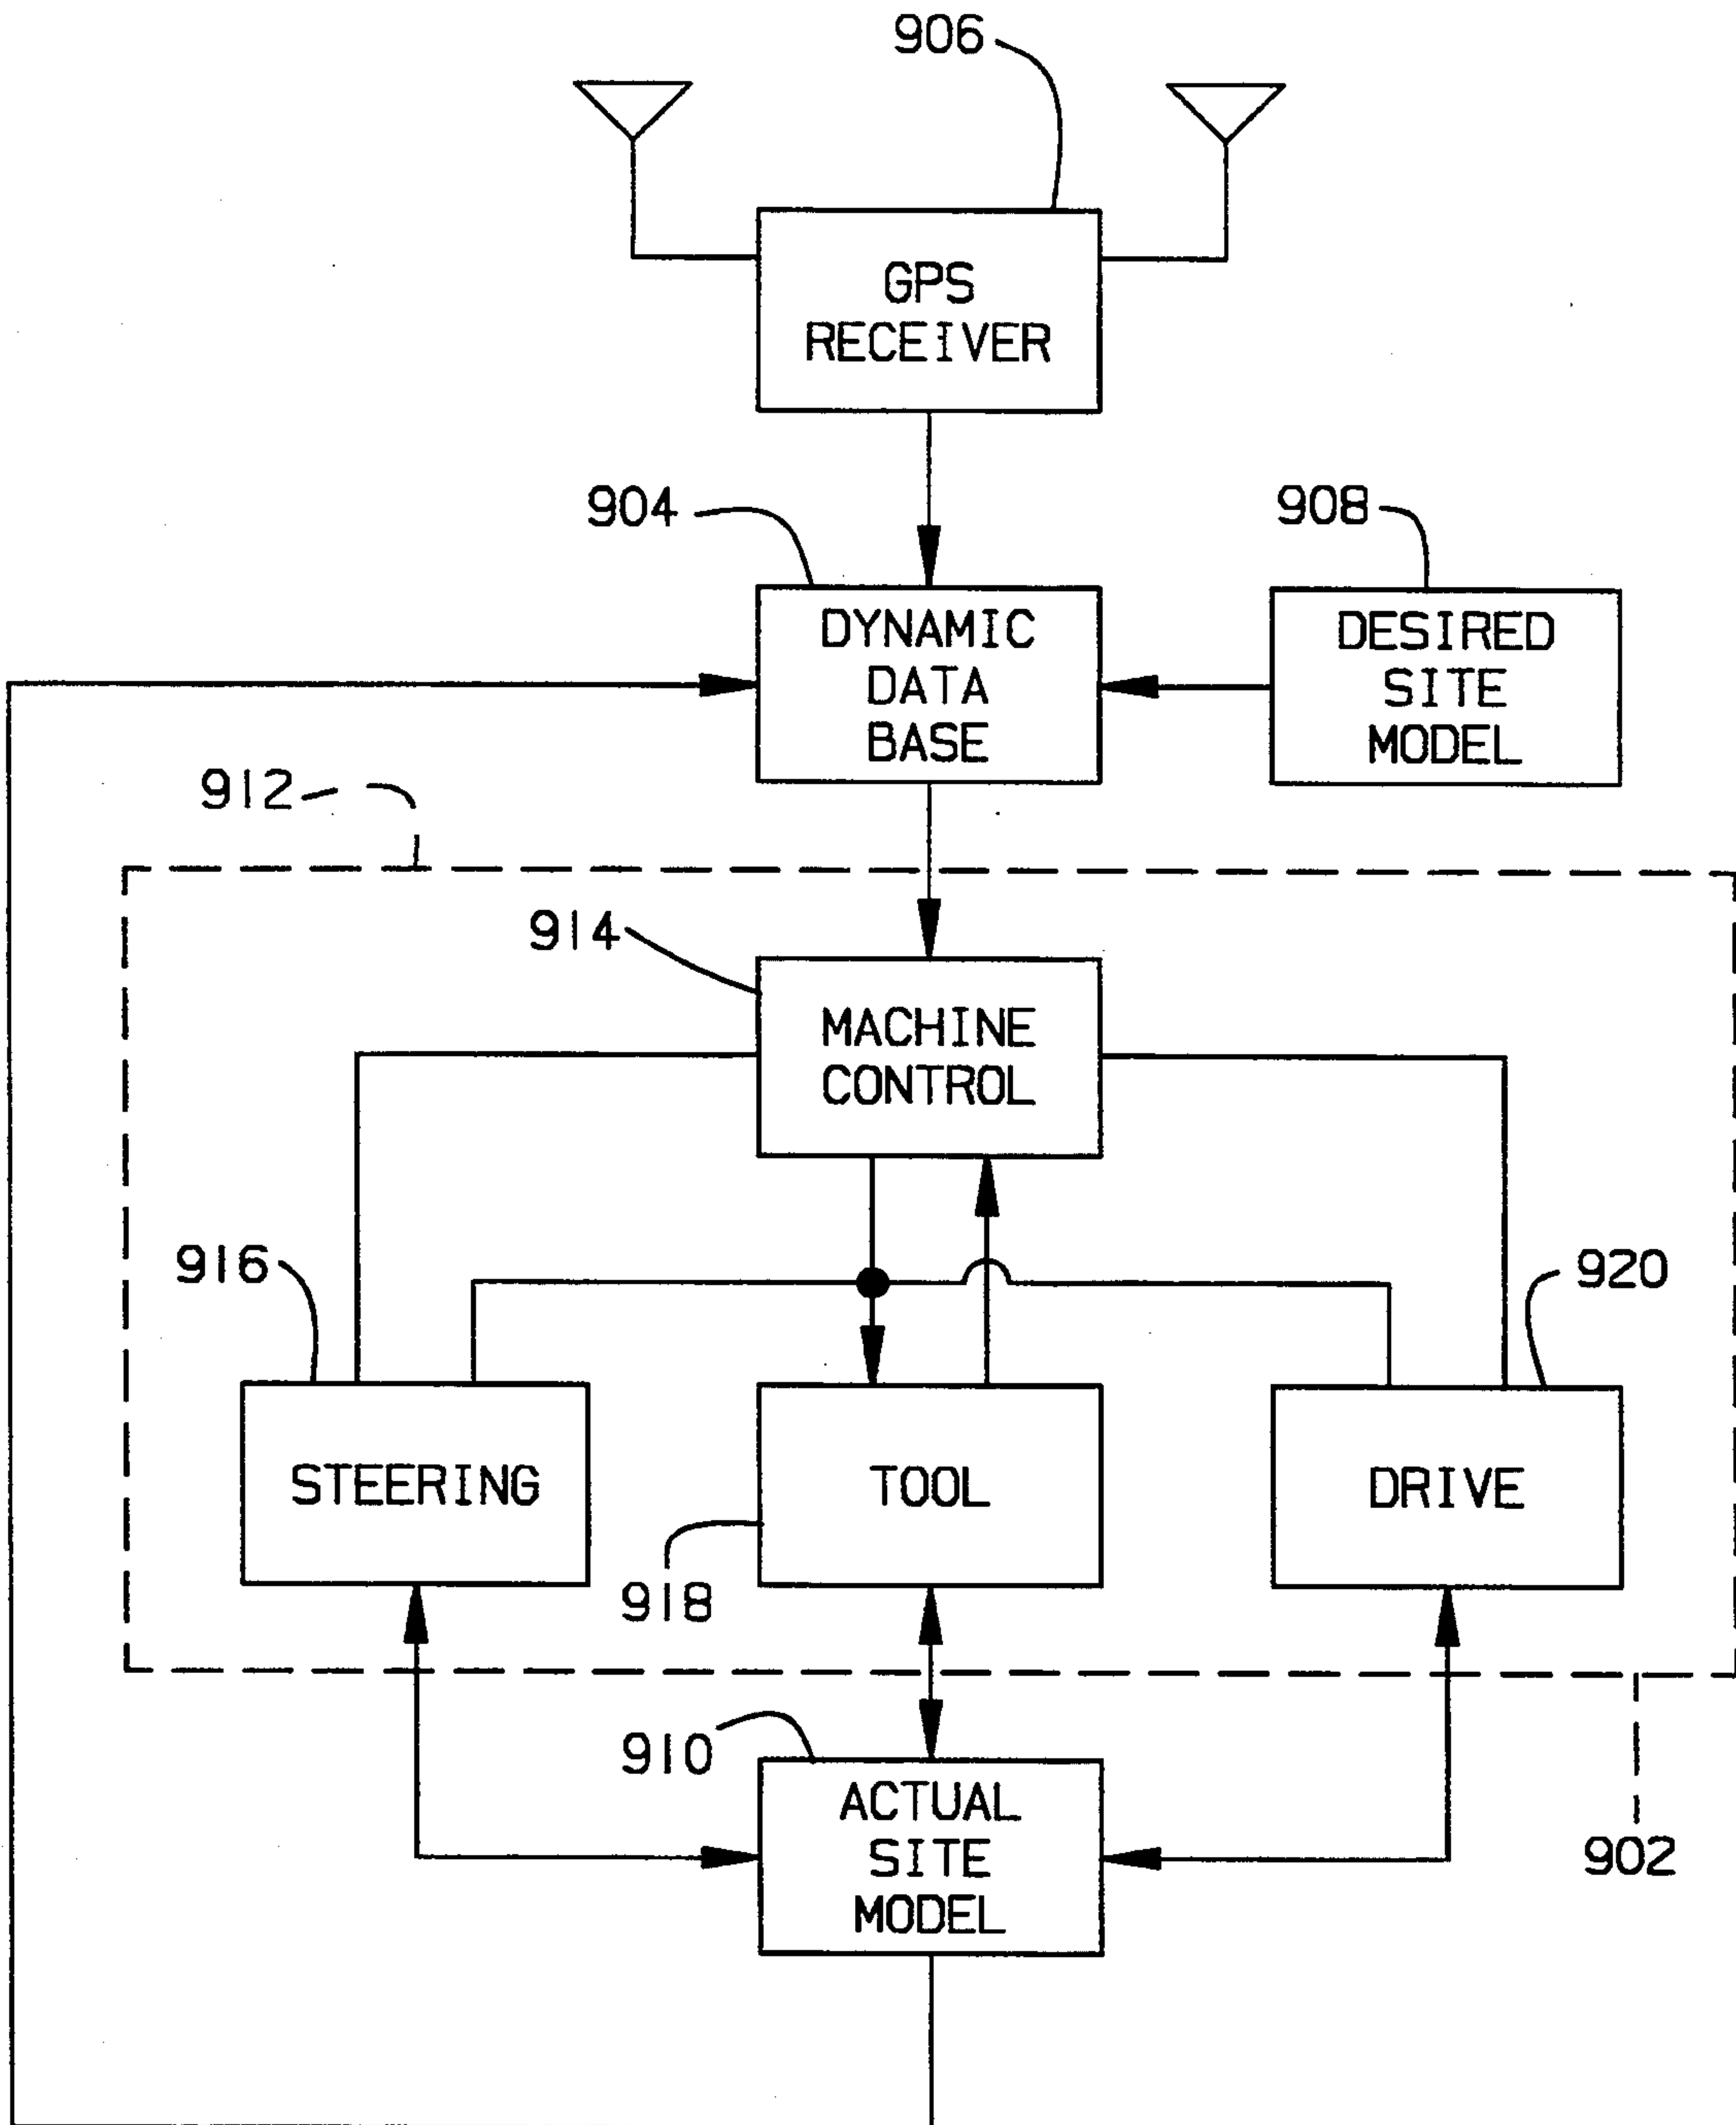 906
GPS
RECEIVER
904
908
DYNAMIC
DATA
BASE
DESIRED
SITE
MODEL
912
914
MACHINE
CONTROL
916
920
STEERING
TOOL
DRIVE
918
910
ACTUAL
SITE
MODEL
902